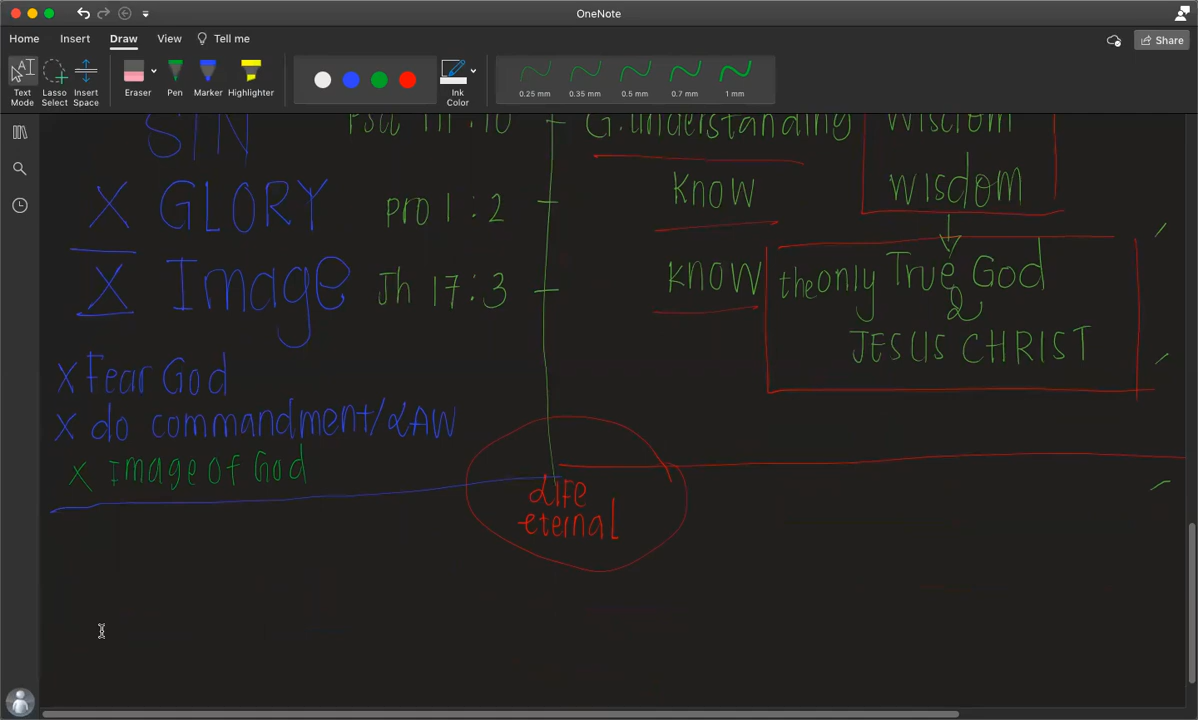 OneNote
Home Insert Draw View Tell me
Share
Text Mode
Lasso Select
Insert Space
Eraser
Pen
Marker
Highlighter
Ink Color
0.25 mm 0.35 mm 0.5 mm 0.7 mm 1 mm
SIN
111:10
G.understanding
Wisdom
X GLORY
pro 1:2
Know
Wisdom
X Image
Jh 17:3
Know the only True God
&
JESUS CHRIST
X Fear God
X do commandment/LAW
X Image of God
Life
eternal